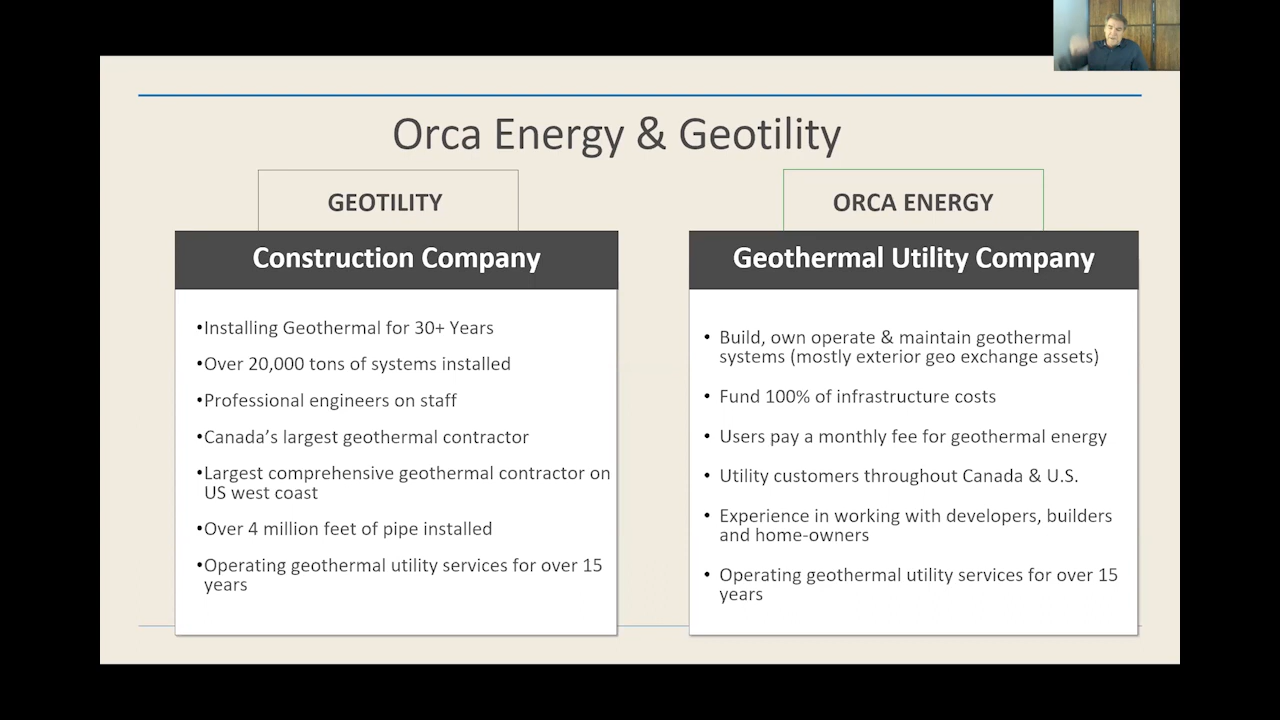 Orca Energy & Geotility
GEOTILITY
Construction Company
•Installing Geothermal for 30+ Years
•Over 20,000 tons of systems installed
•Professional engineers on staff
•Canada’s largest geothermal contractor
•Largest comprehensive geothermal contractor on
US west coast
•Over 4 million feet of pipe installed
•Operating geothermal utility services for over 15
years
ORCA ENERGY
Geothermal Utility Company
• Build, own operate & maintain geothermal
systems (mostly exterior geo exchange assets)
• Fund 100% of infrastructure costs
• Users pay a monthly fee for geothermal energy
• Utility customers throughout Canada & U.S.
• Experience in working with developers, builders
and home-owners
• Operating geothermal utility services for over 15
years